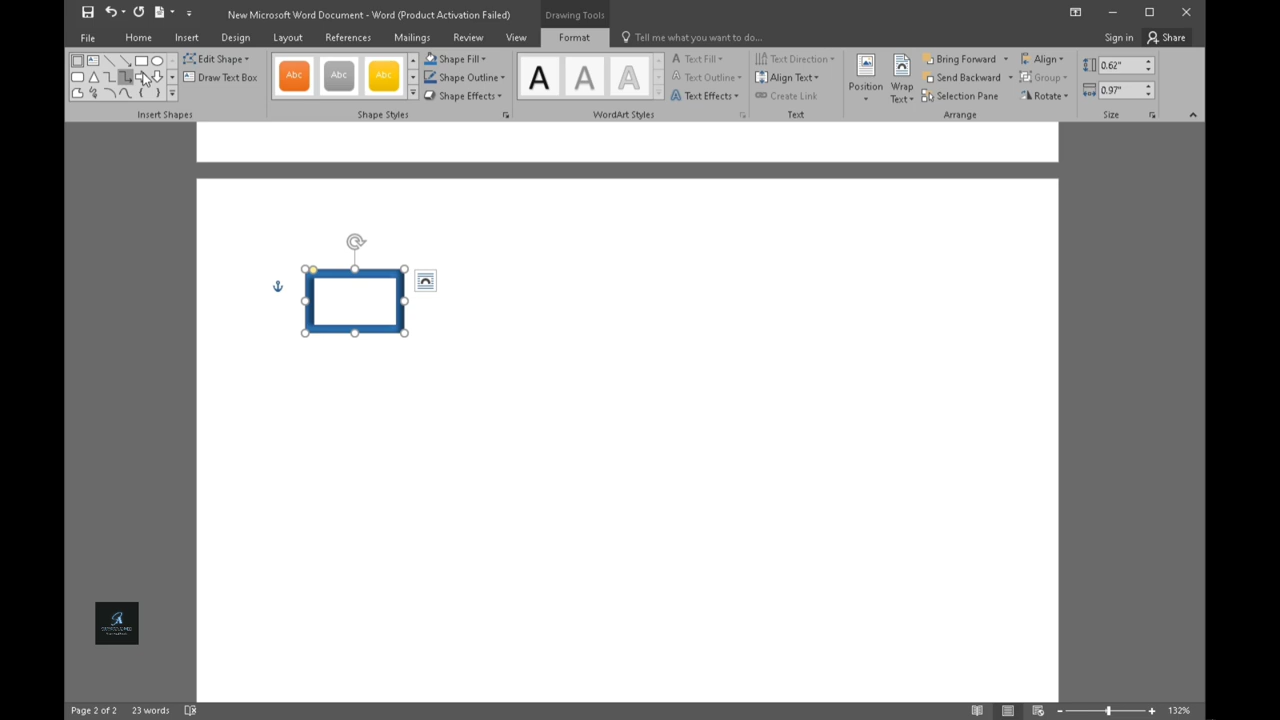 New Microsoft Word Document - Word (Product Activation Failed)
Drawing Tools
File Home Insert Design Layout References Mailings Review View Format Tell me what you want to do... Sign in Share
Edit Shape
Draw Text Box
Insert Shapes
Abc Abc Abc
Shape Fill
Shape Outline
Shape Effects
Shape Styles
A A A
Text Fill
Text Outline
Text Effects
WordArt Styles
Text Direction
Align Text
Create Link
Text
Position
Wrap
Text
Bring Forward
Send Backward
Selection Pane
Align
Group
Rotate
Arrange
0.62"
0.97"
Size
Page 2 of 2 23 words 132%